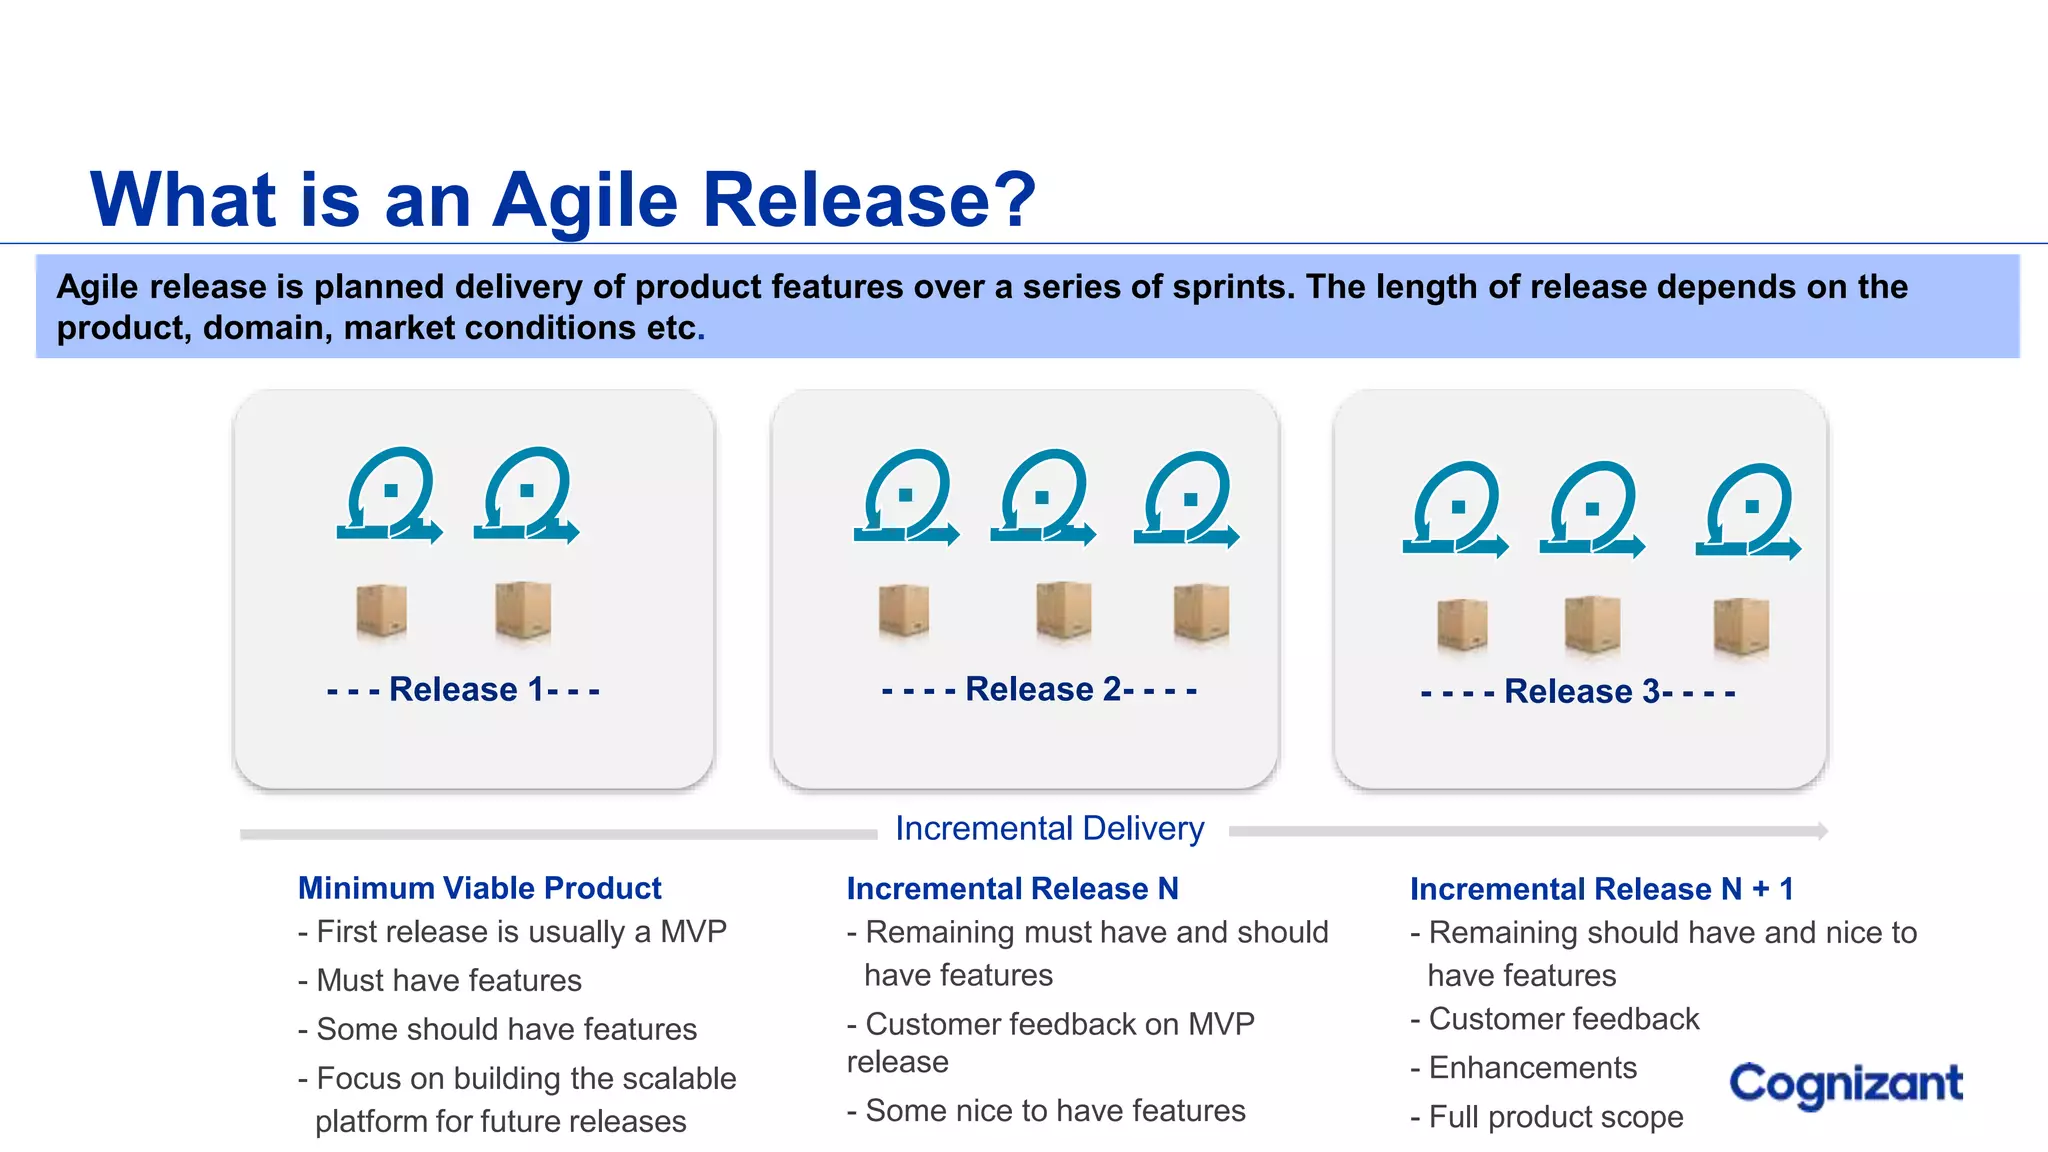 What is an Agile Release?
Agile release is planned delivery of product features over a series of sprints. The length of release depends on the
product, domain, market conditions etc.
- - - Release 1- - -
- - - - Release 2- - - -
- - - - Release 3- - - -
Incremental Delivery
Minimum Viable Product
- First release is usually a MVP
- Must have features
- Some should have features
- Focus on building the scalable
platform for future releases
Incremental Release N
- Remaining must have and should
have features
- Customer feedback on MVP
release
- Some nice to have features
Incremental Release N + 1
- Remaining should have and nice to
have features
- Customer feedback
- Enhancements
- Full product scope
Cognizant